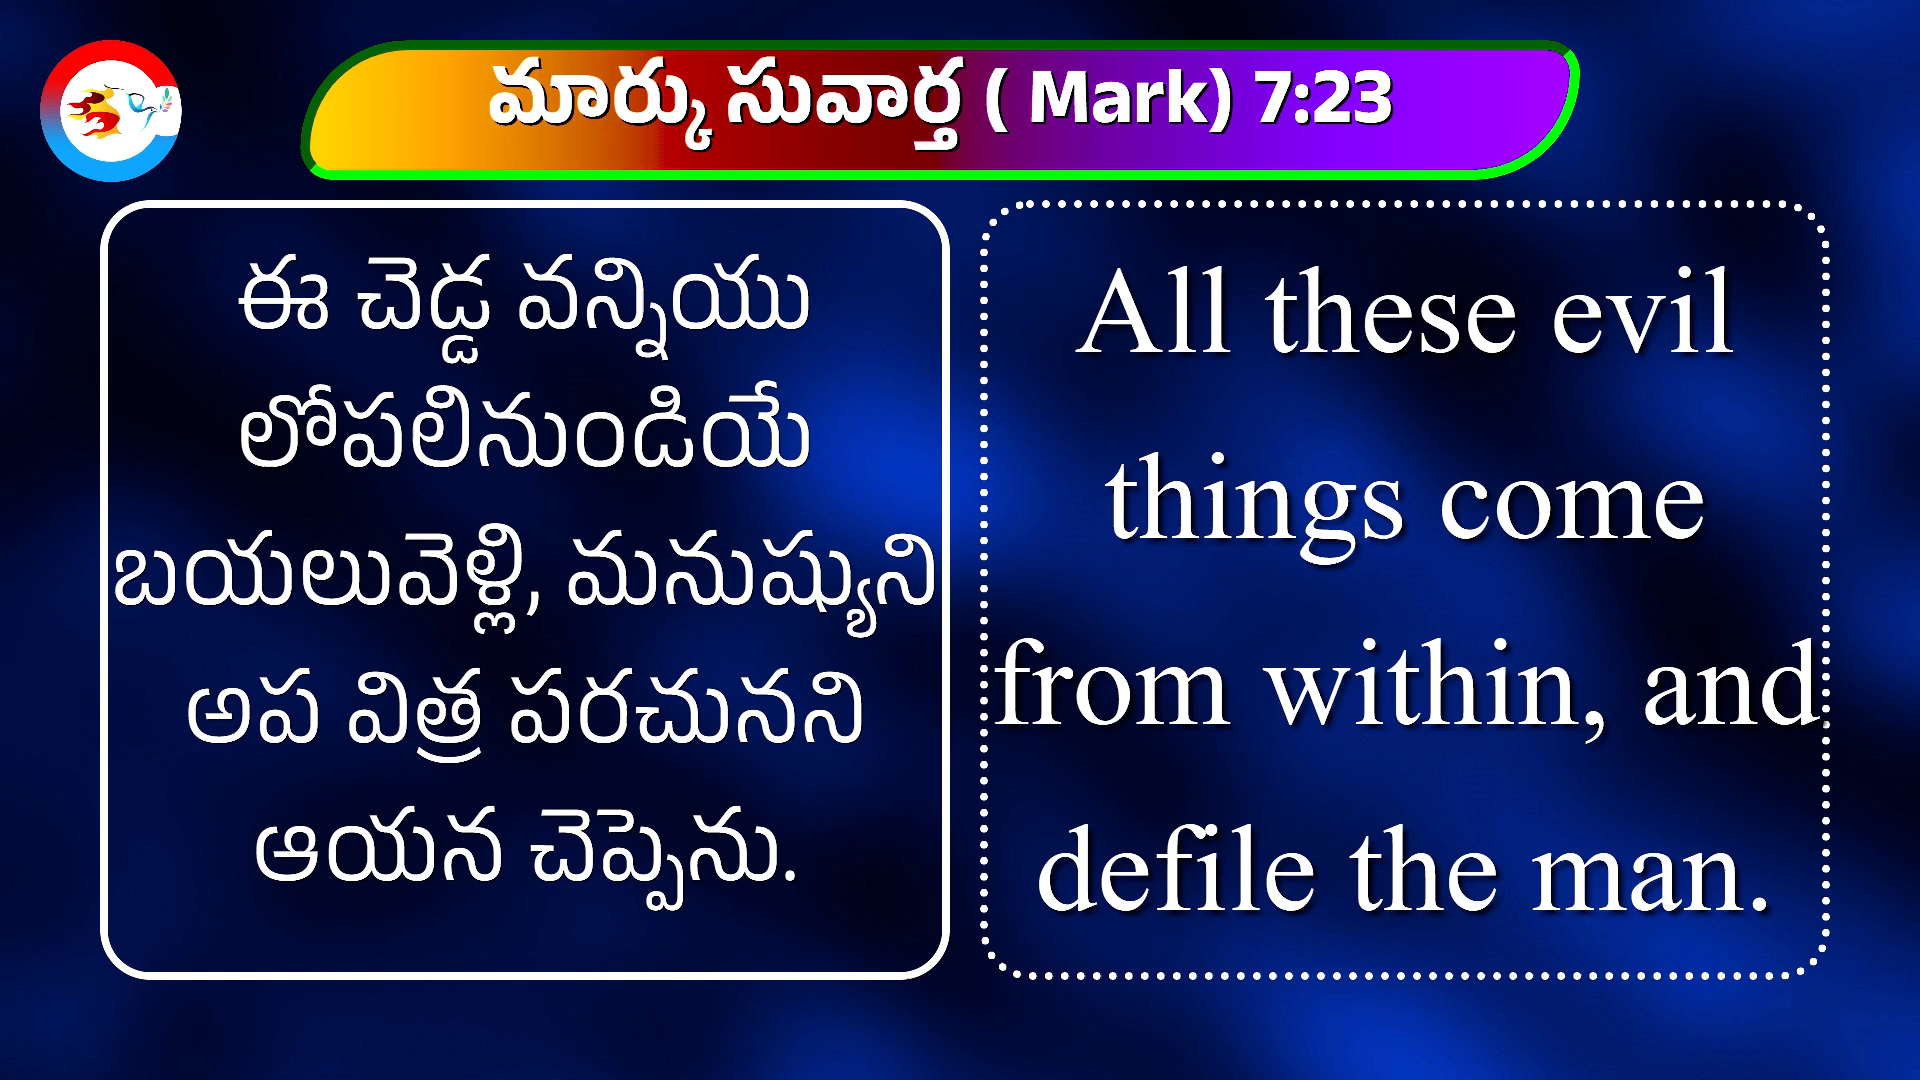 మార్కు సువార్త ( Mark) 7:23
ఈ చెడ్డ వన్నియు
లోపలినుండియే
బయలువెళ్లి, మనుష్యుని
అప విత్ర పరచునని
ఆయన చెప్పెను.
All these evil
things come
from within, and
defile the man.